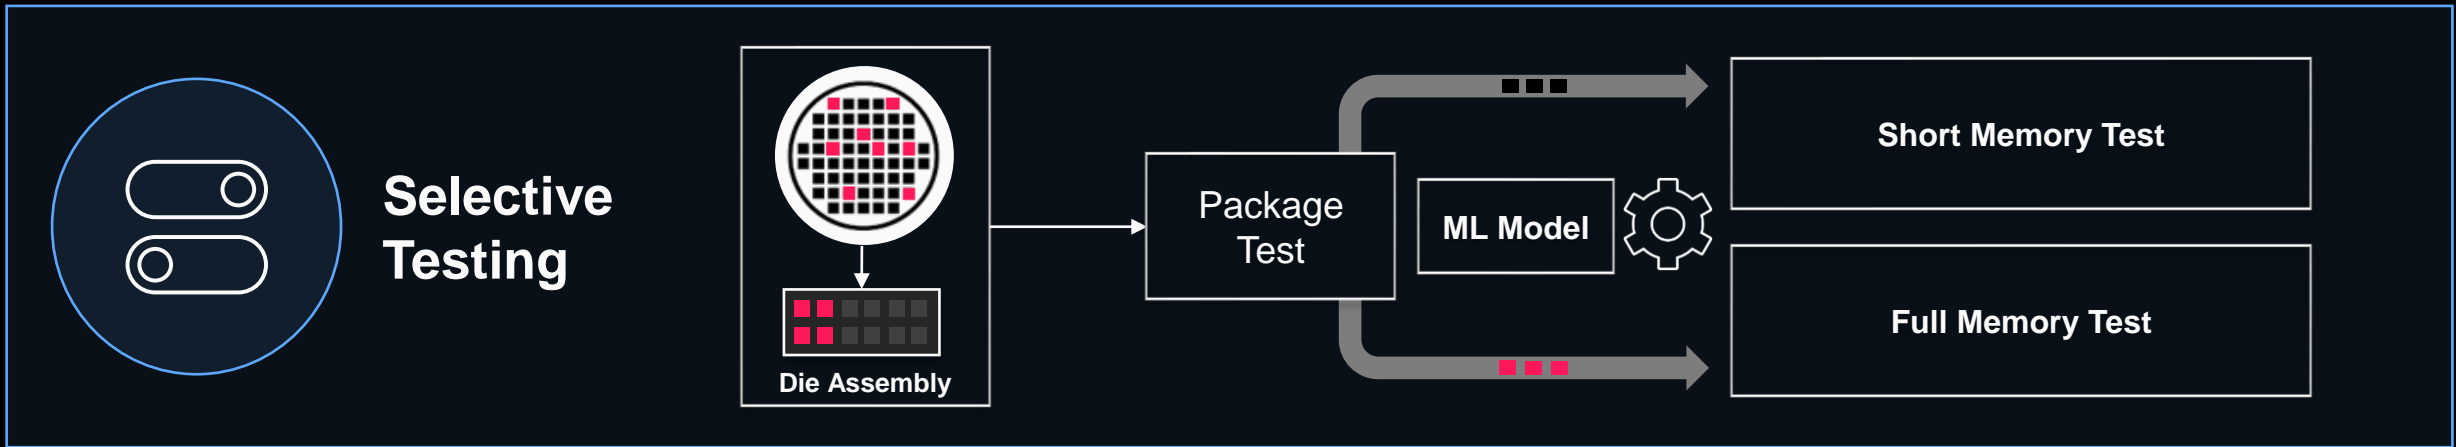 Selective
Testing
Die Assembly
Package
Test
ML Model
Short Memory Test
Full Memory Test